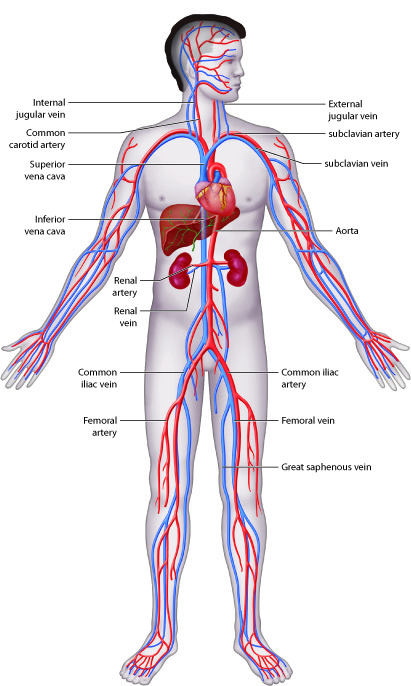 Internal
jugular vein
External
jugular vein
Common
carotid artery
subclavian artery
Superior
vena cava
subclavian vein
Inferior
vena cava
Aorta
Renal
artery
Renal
vein
Common
iliac vein
Common iliac
artery
Femoral
artery
Femoral vein
Great saphenous vein